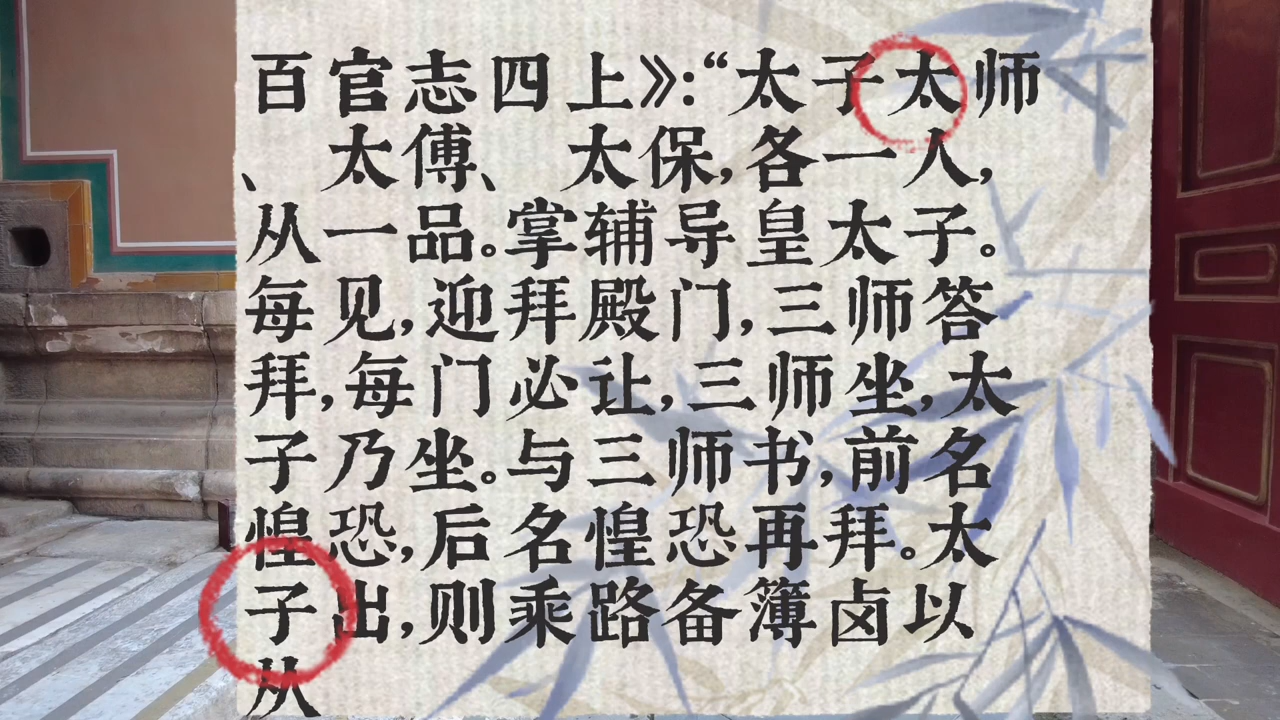 百官志四上》：“太子太师
、太傅、太保，各一人，
从一品。掌辅导皇太子。
每见，迎拜殿门，三师答
拜，每门必让，三师坐，太
子乃坐。与三师书，前名
惶恐，后名惶恐再拜。太
子出，则乘路备簿卤以
从